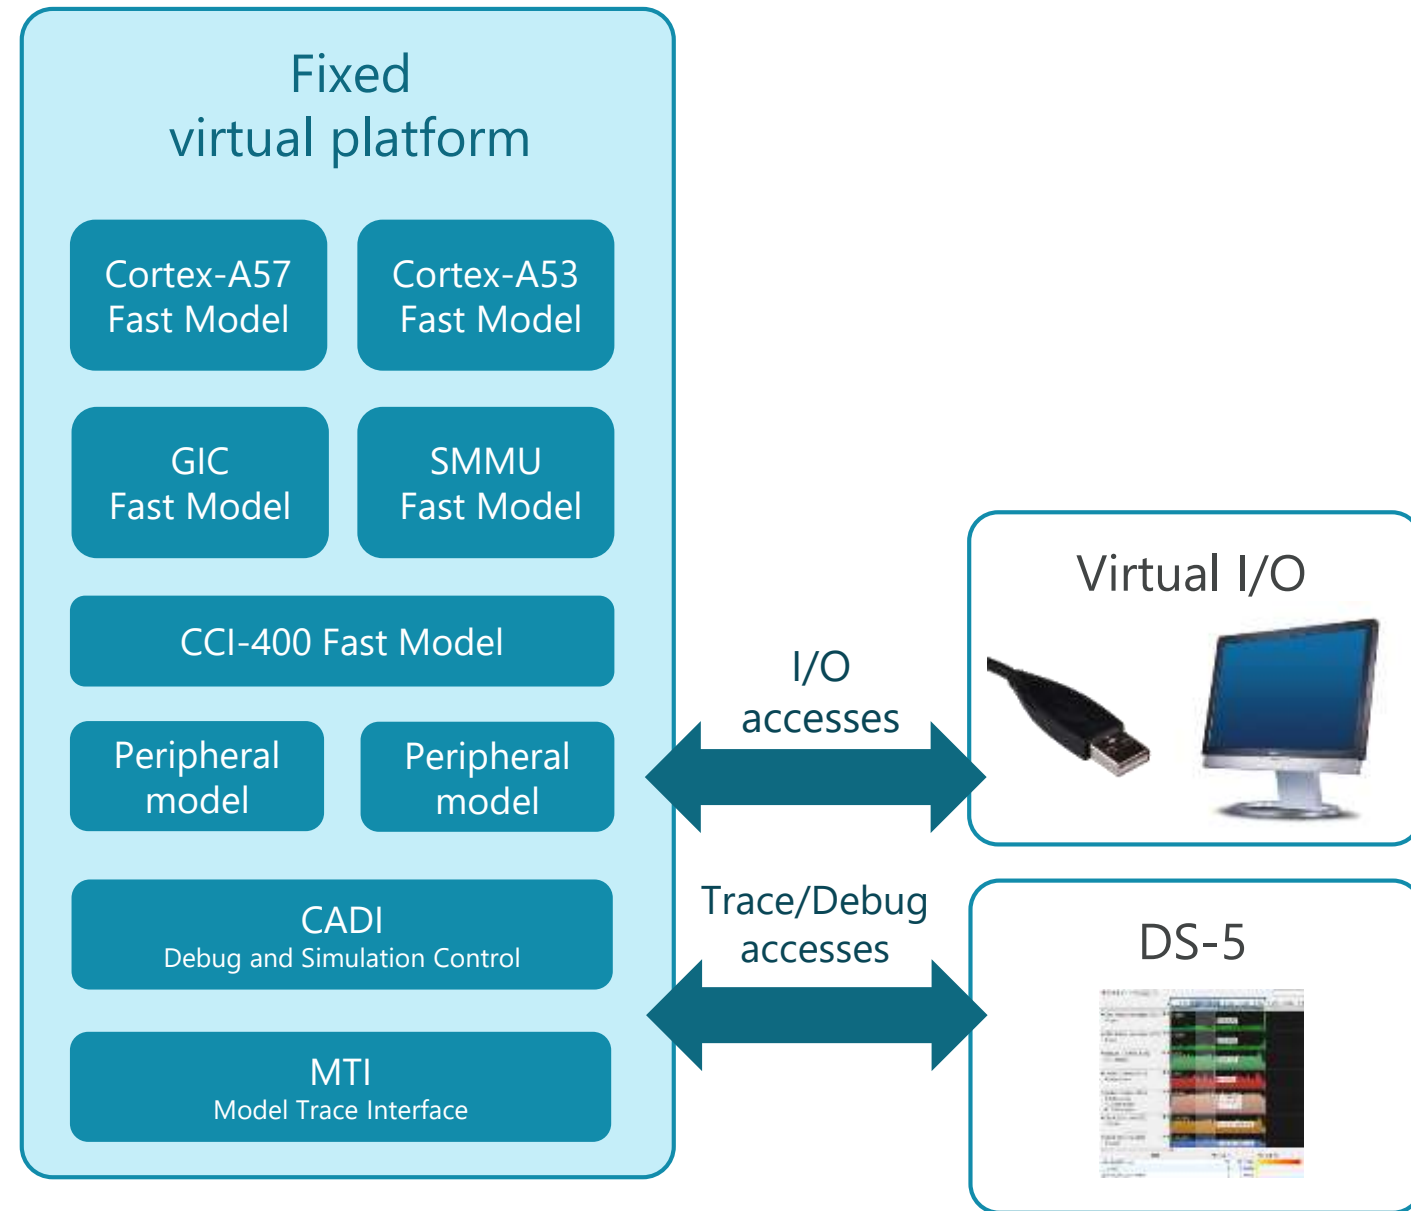 Fixed
virtual platform
Cortex-A57
Fast Model
Cortex-A53
Fast Model
GIC
Fast Model
SMMU
Fast Model
CCI-400 Fast Model
Peripheral
model
Peripheral
model
CADI
Debug and Simulation Control
MTI
Model Trace Interface
I/O
accesses
Trace/Debug
accesses
Virtual I/O
DS-5